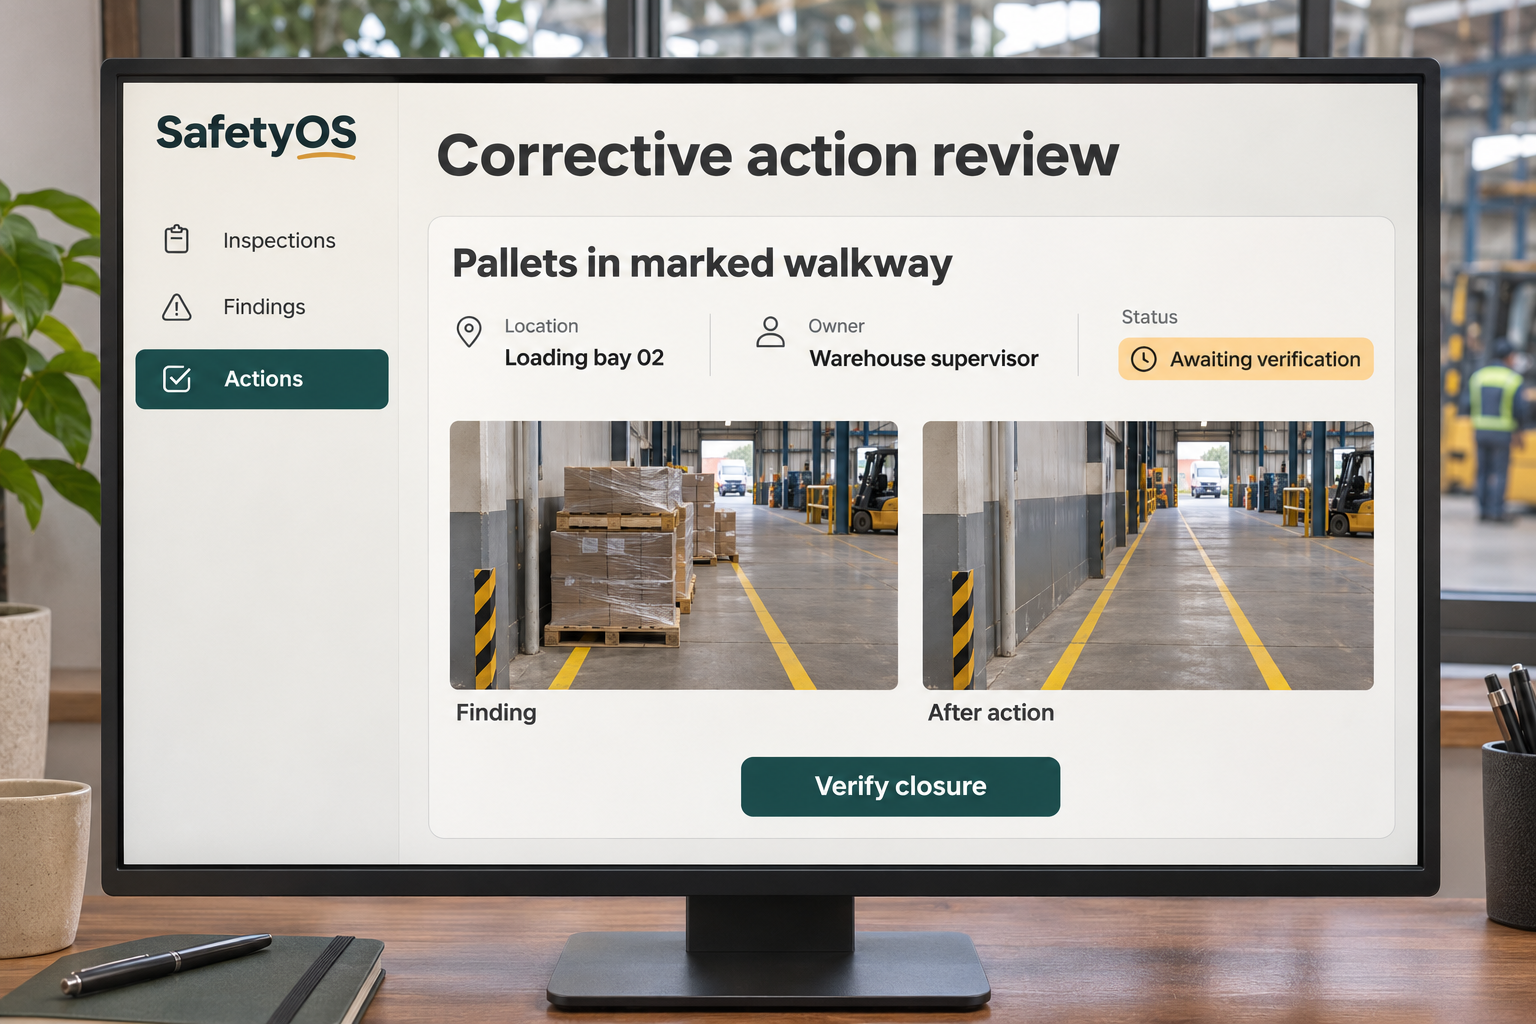 SafetyOS
Inspections
Findings
Actions
Corrective action review
Pallets in marked walkway
Location
Loading bay 02
Owner
Warehouse supervisor
Status
Awaiting verification
Finding
After action
Verify closure